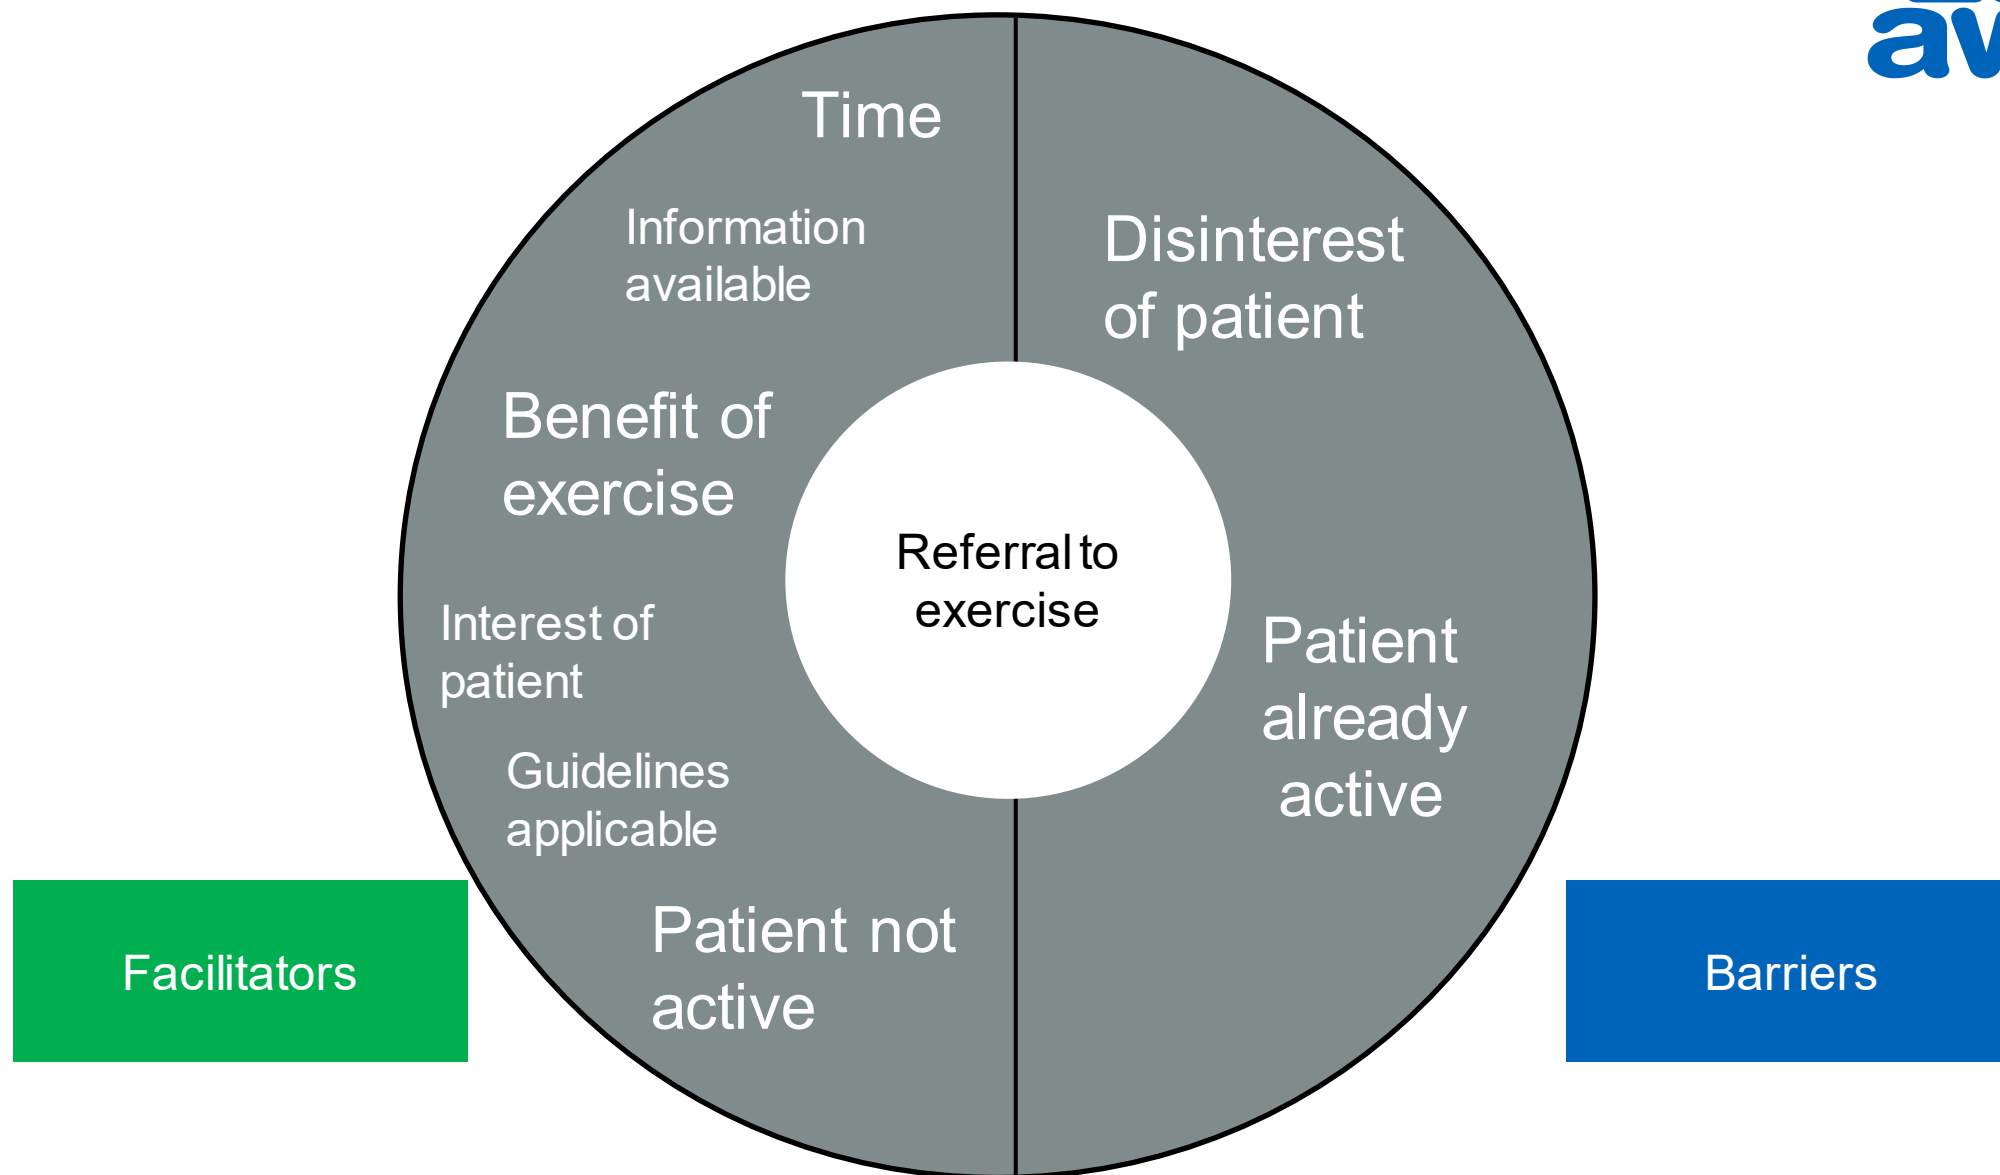 Time
Information
available
Benefit of
exercise
Interest of
patient
Guidelines
applicable
Patient not
active
Disinterest
of patient
Patient
already
active
Referral to
exercise
Facilitators
Barriers